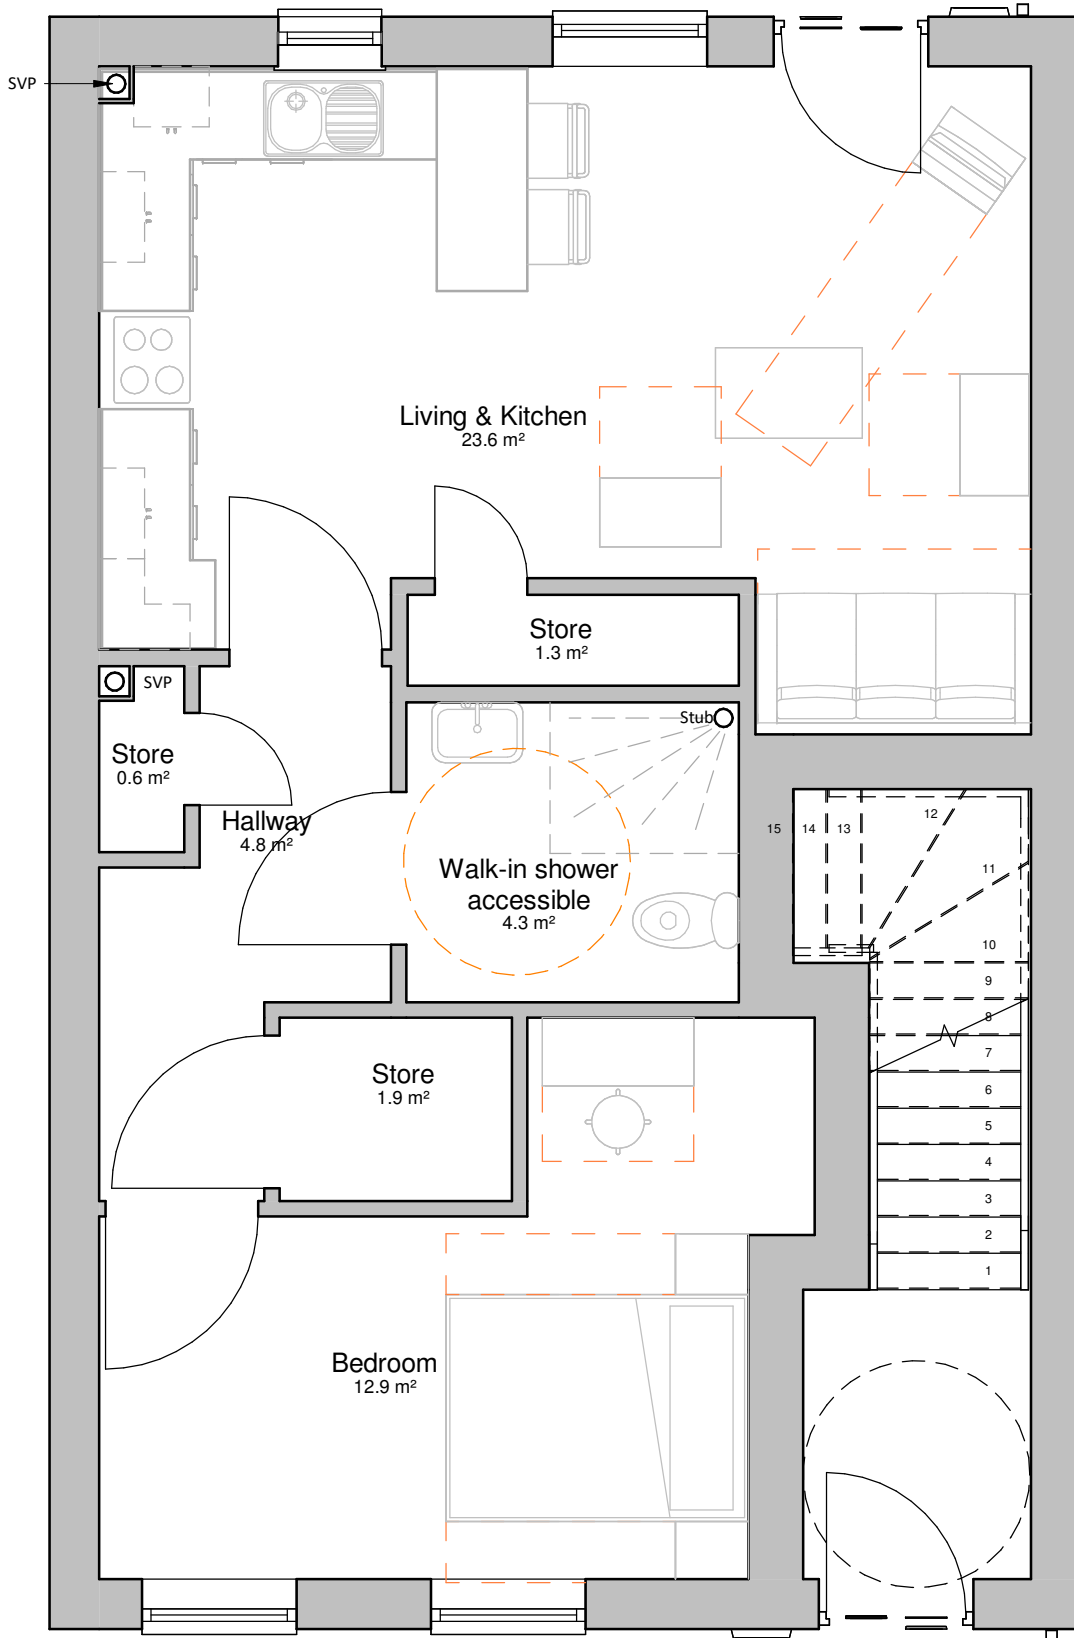 SVP
Living & Kitchen
23.6 m²
Store
1.3 m²
SVP
Stub
Store
0.6 m²
Hallway
4.8 m²
Walk-in shower
accessible
4.3 m²
15
14
13
12
11
10
9
8
7
6
5
4
3
2
1
Store
1.9 m²
Bedroom
12.9 m²